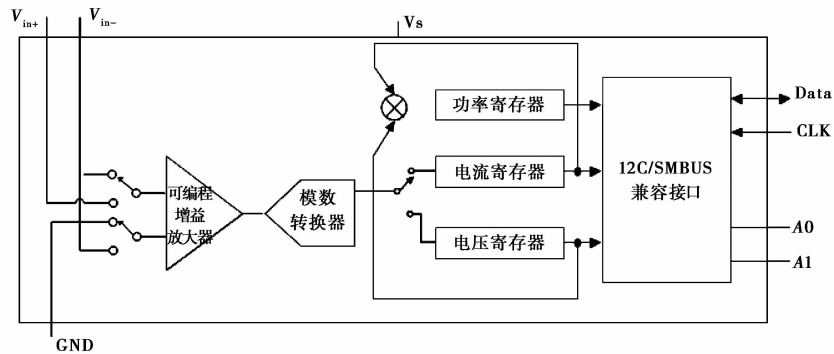 Vin+
Vin-
Vs
功率寄存器
Data
CLK
电流寄存器
12C/SMBUS
兼容接口
可编程
增益
放大器
模数
转换器
电压寄存器
A0
A1
GND